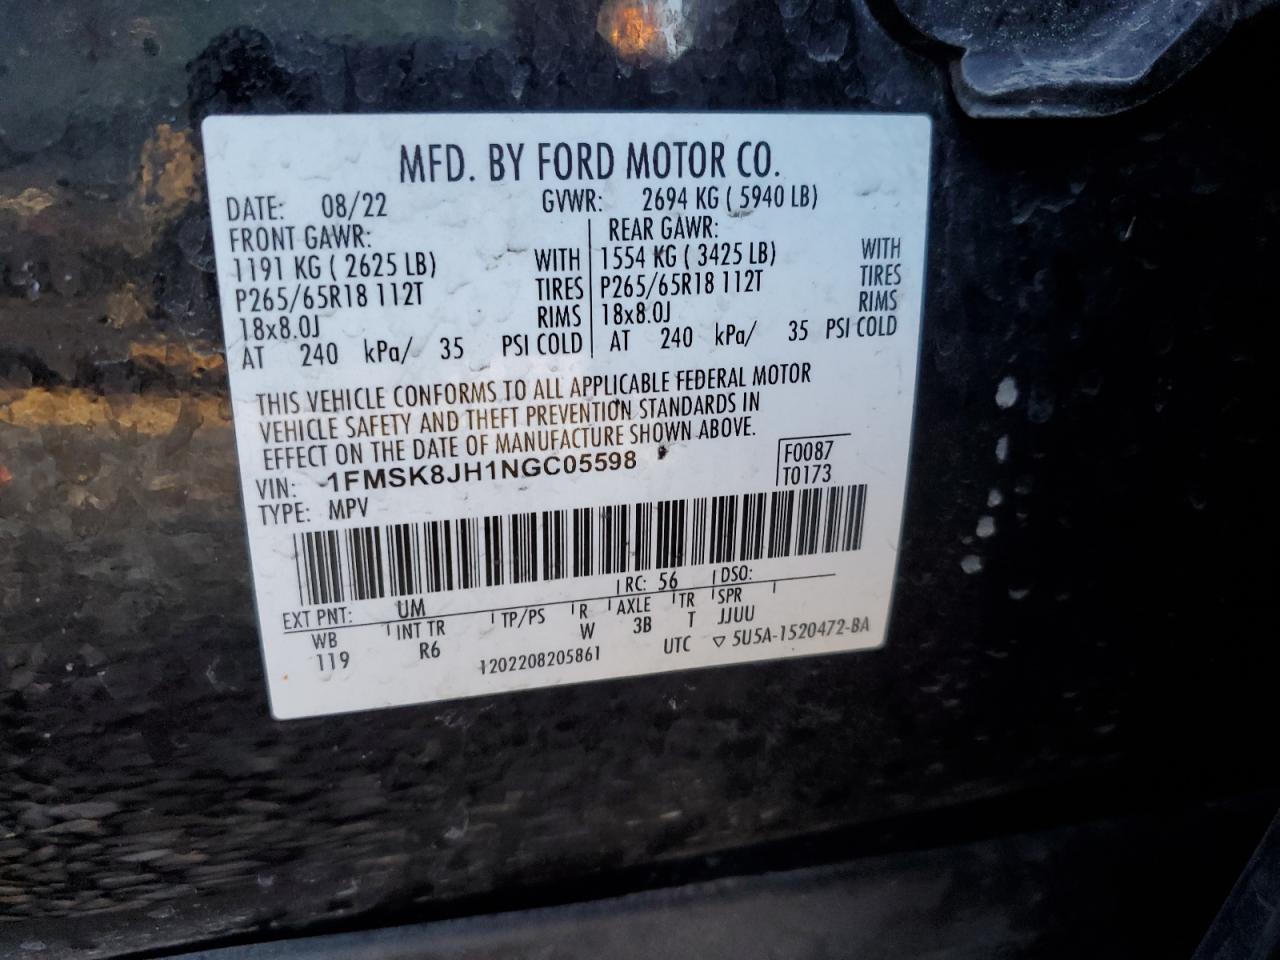 MFD. BY FORD MOTOR CO.
DATE: 08/22 GVWR: 2694 KG ( 5940 LB)
FRONT GAWR: REAR GAWR:
1191 KG ( 2625 LB) WITH 1554 KG ( 3425 LB) WITH
P265/65R18 112T TIRES P265/65R18 112T TIRES
18x8.0J RIMS 18x8.0J RIMS
AT 240 kPa/ 35 PSI COLD AT 240 kPa/ 35 PSI COLD
THIS VEHICLE CONFORMS TO ALL APPLICABLE FEDERAL MOTOR
VEHICLE SAFETY AND THEFT PREVENTION STANDARDS IN
EFFECT ON THE DATE OF MANUFACTURE SHOWN ABOVE.
VIN: 1FMSK8JH1NGC05598 F0087
TYPE: MPV T0173
EXT PNT: UM RC: 56 DSO:
WB INT TR TP/PS R AXLE TR SPR
119 R6 W 3B T JJUU
1202208205861 UTC ▽ 5U5A-1520472-BA